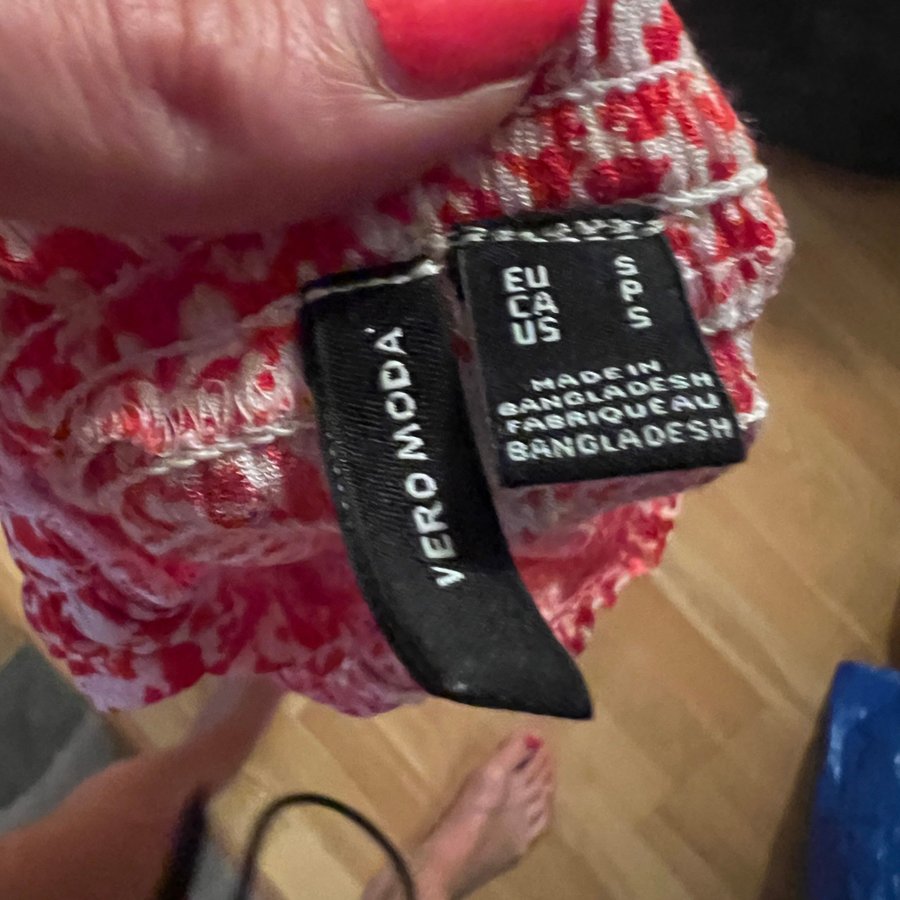 VERO MODA
EU S
CA P
US S
MADE IN
BANGLADESH
FABRIQUE AU
BANGLADESH